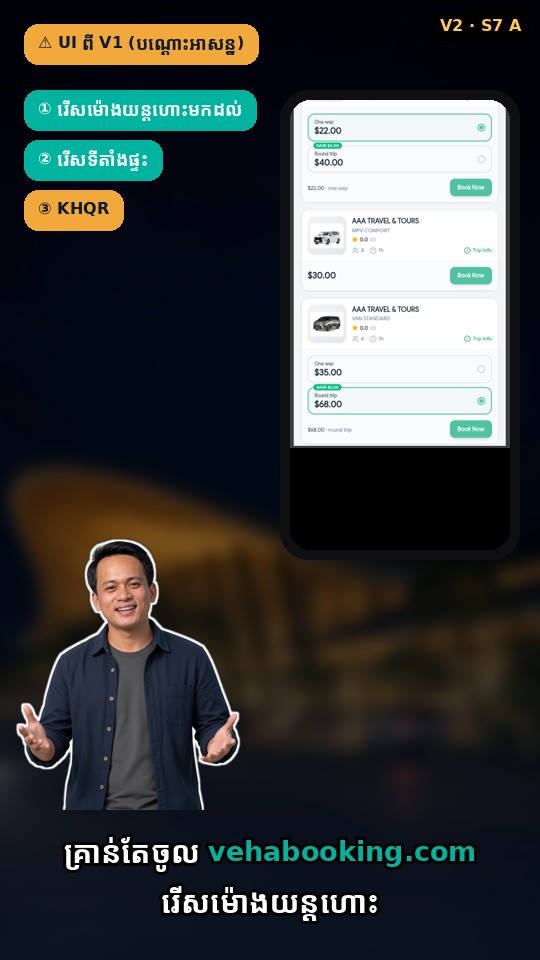 V2 · S7 A
⚠ UI ពី V1 (បណ្តោះអាសន្ន)
① រើសម៉ោងយន្តហោះមកដល់
② រើសទីតាំងផ្ទះ
③ KHQR
One way
$22.00
SAVE $4.00
Round trip
$40.00
$22.00 · one way
Book Now
AAA TRAVEL & TOURS
MPV COMFORT
0.0
4
1h
Trip Info
$30.00
Book Now
AAA TRAVEL & TOURS
VAN STANDARD
0.0
4
1h
Trip Info
One way
$35.00
SAVE $2.00
Round trip
$68.00
$68.00 · round trip
Book Now
គ្រាន់តែចូល vehabooking.com
រើសម៉ោងយន្តហោះ